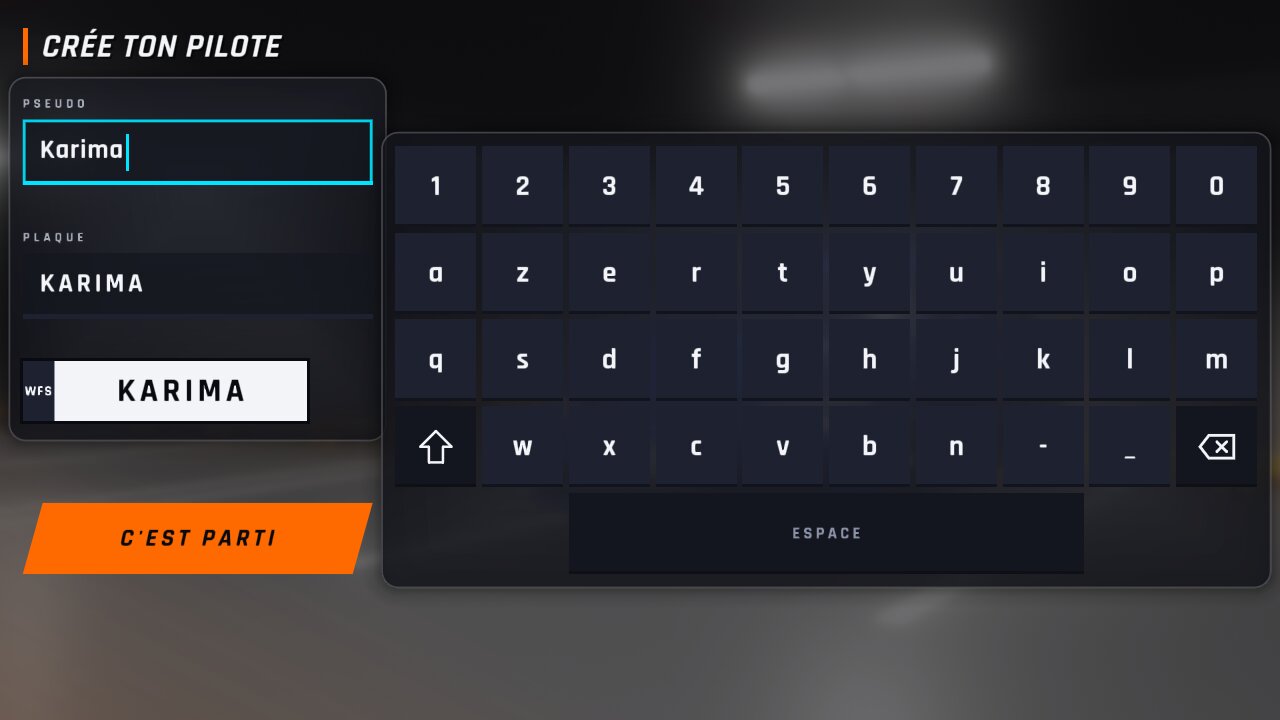 CRÉE TON PILOTE
PSEUDO
Karima
PLAQUE
KARIMA
WFS KARIMA
C'EST PARTI
1 2 3 4 5 6 7 8 9 0
a z e r t y u i o p
q s d f g h j k l m
w x c v b n - _
ESPACE